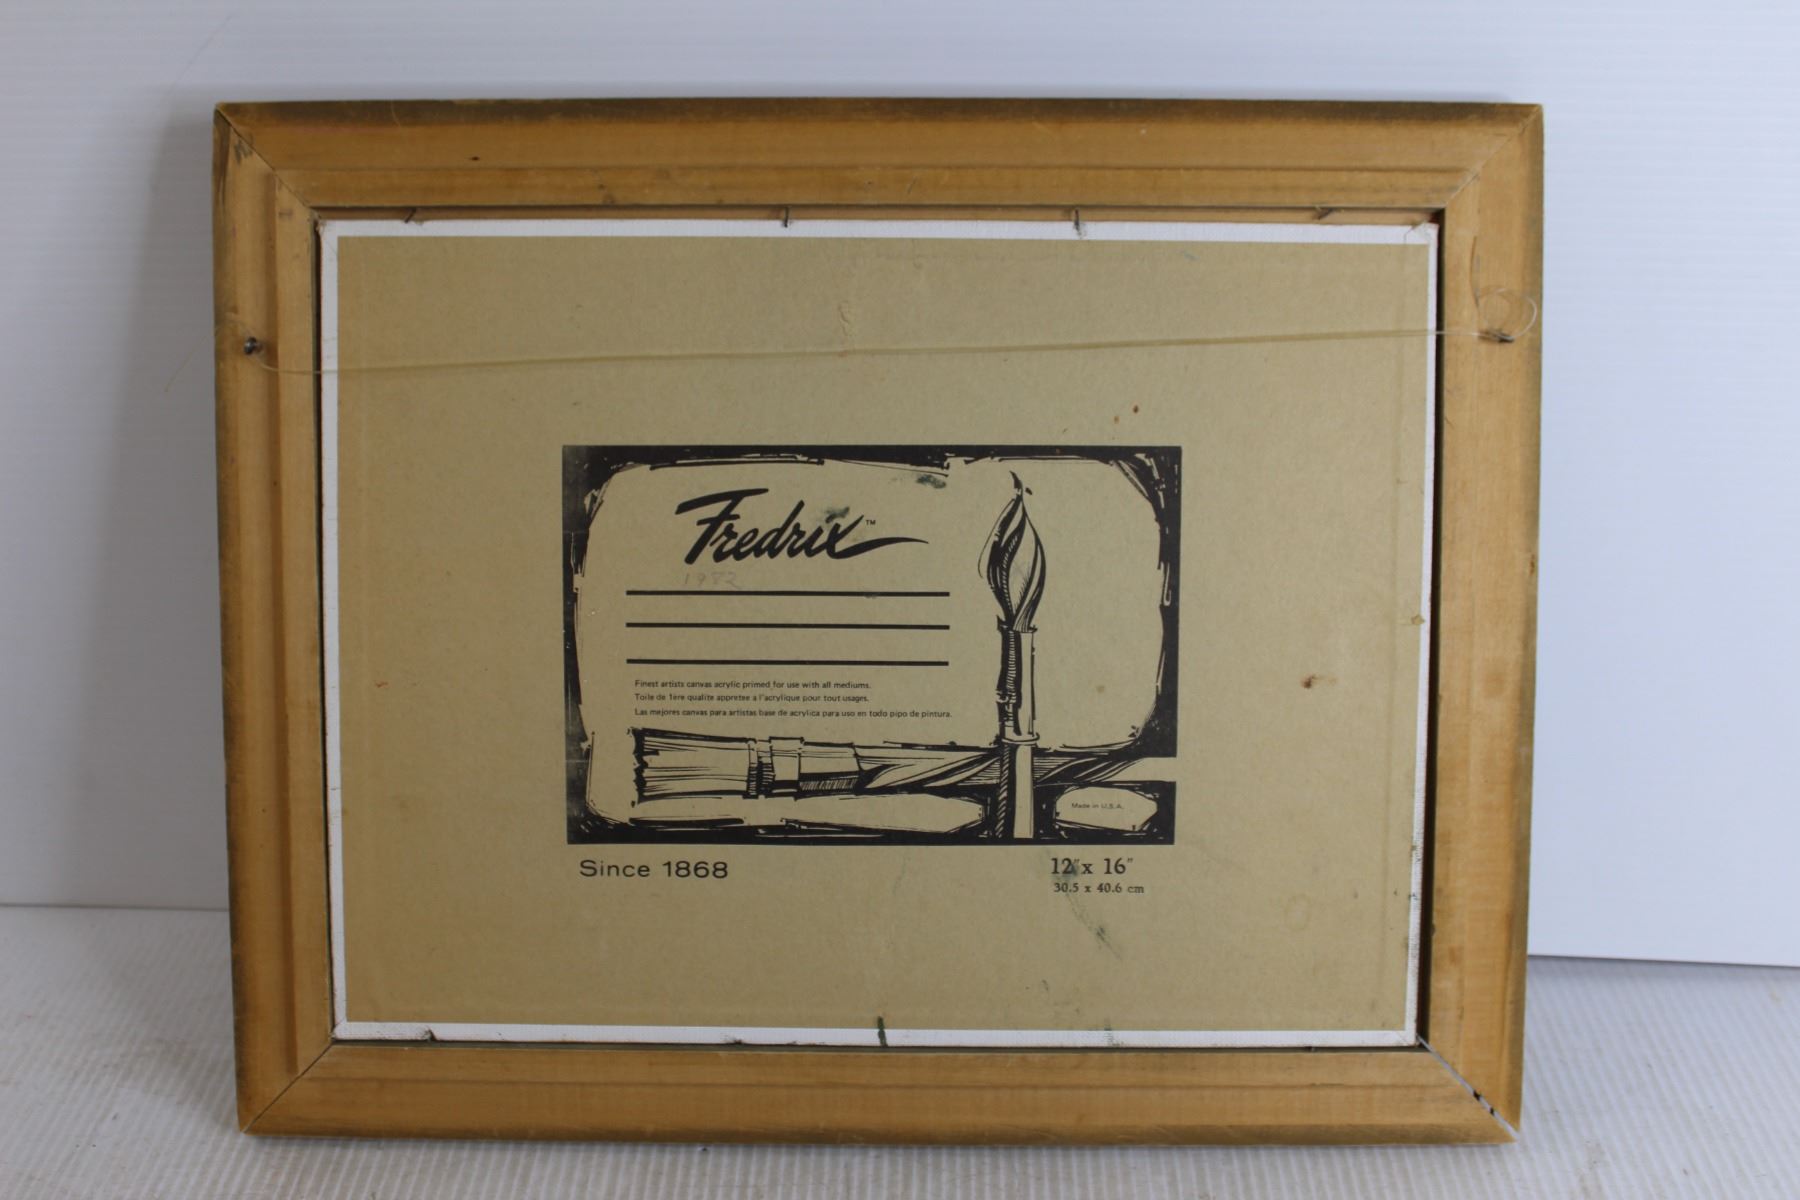 Fredrix™
1982
Finest artists canvas acrylic primed for use with all mediums.
Toile de 1ère qualite appretee a l'acrylique pour tout usages.
Las mejores canvas para artistas base de acrylica para uso en todo pipo de pintura.
Made in U.S.A.
Since 1868
12"x 16"
30.5 x 40.6 cm